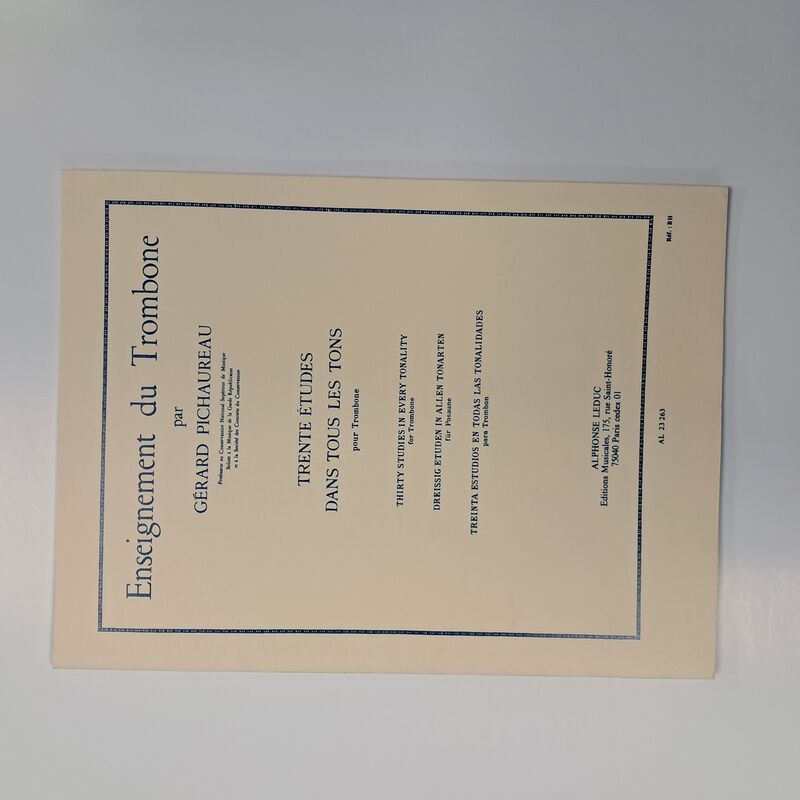 Enseignement du Trombone
par
GÉRARD PICHAUREAU
Professeur au Conservatoire National Supérieur de Musique
Soliste à la Musique de la Garde Républicaine
et à la Société des Concerts du Conservatoire
TRENTE ÉTUDES
DANS TOUS LES TONS
pour Trombone
THIRTY STUDIES IN EVERY TONALITY
for Trombone
DREISSIG ETUDEN IN ALLEN TONARTEN
für Posaune
TREINTA ESTUDIOS EN TODAS LAS TONALIDADES
para Trombon
ALPHONSE LEDUC
Editions Musicales, 175, rue Saint-Honoré
75040 Paris cedex 01
AL 23 263
Réf. : BH